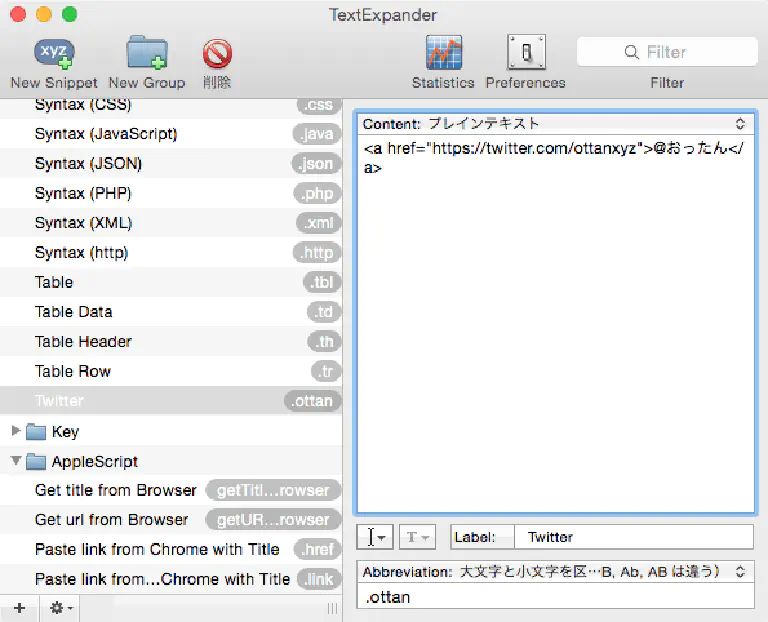 TextExpander
New Snippet New Group 削除 Statistics Preferences Filter
Filter
Syntax (CSS) .css
Syntax (JavaScript) .java
Syntax (JSON) .json
Syntax (PHP) .php
Syntax (XML) .xml
Syntax (http) .http
Table .tbl
Table Data .td
Table Header .th
Table Row .tr
Twitter .ottan
Key
AppleScript
Get title from Browser getTitl...rowser
Get url from Browser getUR...rowser
Paste link from Chrome with Title .href
Paste link from...Chrome with Title .link
Content: プレインテキスト
<a href="https://twitter.com/ottanxyz">@おったん</
a>
Label: Twitter
Abbreviation: 大文字と小文字を区…B, Ab, AB は違う）
.ottan